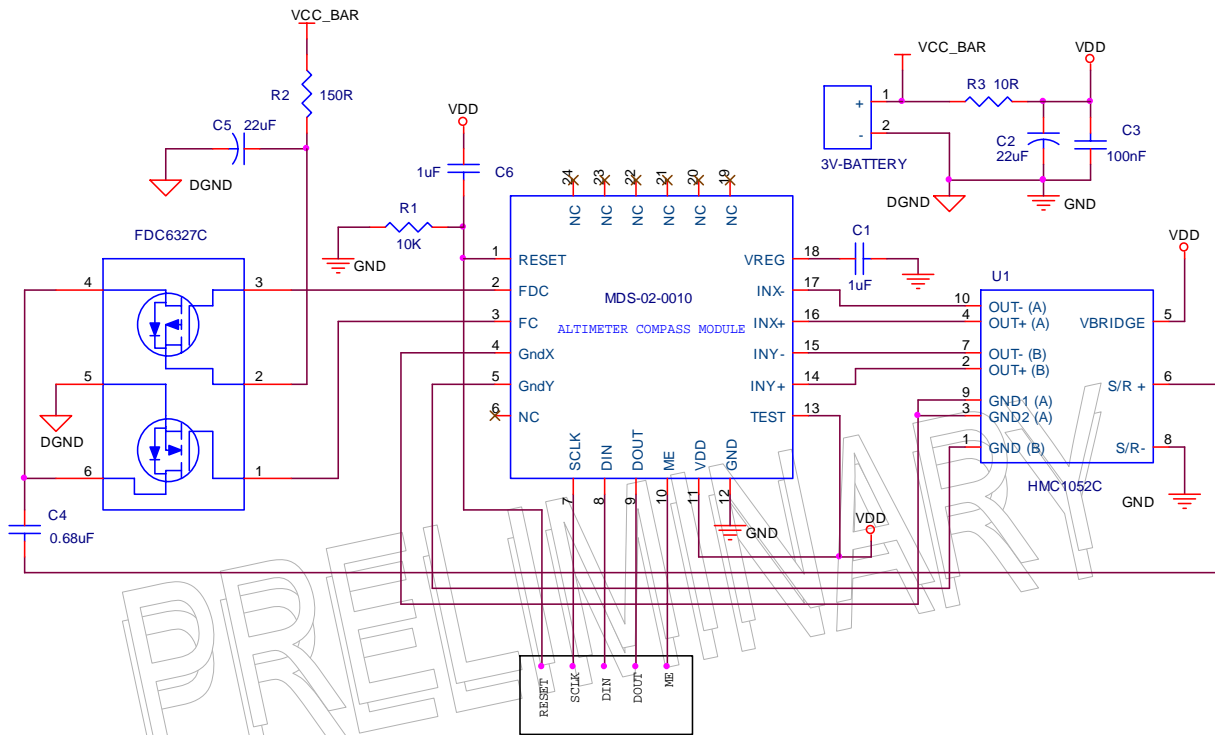 VCC_BAR
R2 150R
C5 22uF
DGND
VDD
1uF C6
R1
10K
GND
VCC_BAR
VDD
R3 10R
+ 1
- 2
3V-BATTERY
C2
22uF
C3
100nF
DGND
GND
FDC6327C
4 3
5 2
6 1
DGND
C4
0.68uF
24 23 22 21 20 19
NC NC NC NC NC NC
1 RESET
2 FDC
3 FC
4 GndX
5 GndY
6 NC
MDS-02-0010
ALTIMETER COMPASS MODULE
VREG 18
INX- 17
INX+ 16
INY- 15
INY+ 14
TEST 13
SCLK DIN DOUT ME VDD GND
7 8 9 10 11 12
GND
VDD
C1
1uF
VDD
U1
10 OUT- (A)
4 OUT+ (A)
7 OUT- (B)
2 OUT+ (B)
9 GND1 (A)
3 GND2 (A)
1 GND (B)
VBRIDGE 5
S/R + 6
S/R- 8
HMC1052C
GND
PRELIMINARY
RESET
SCLK
DIN
DOUT
ME